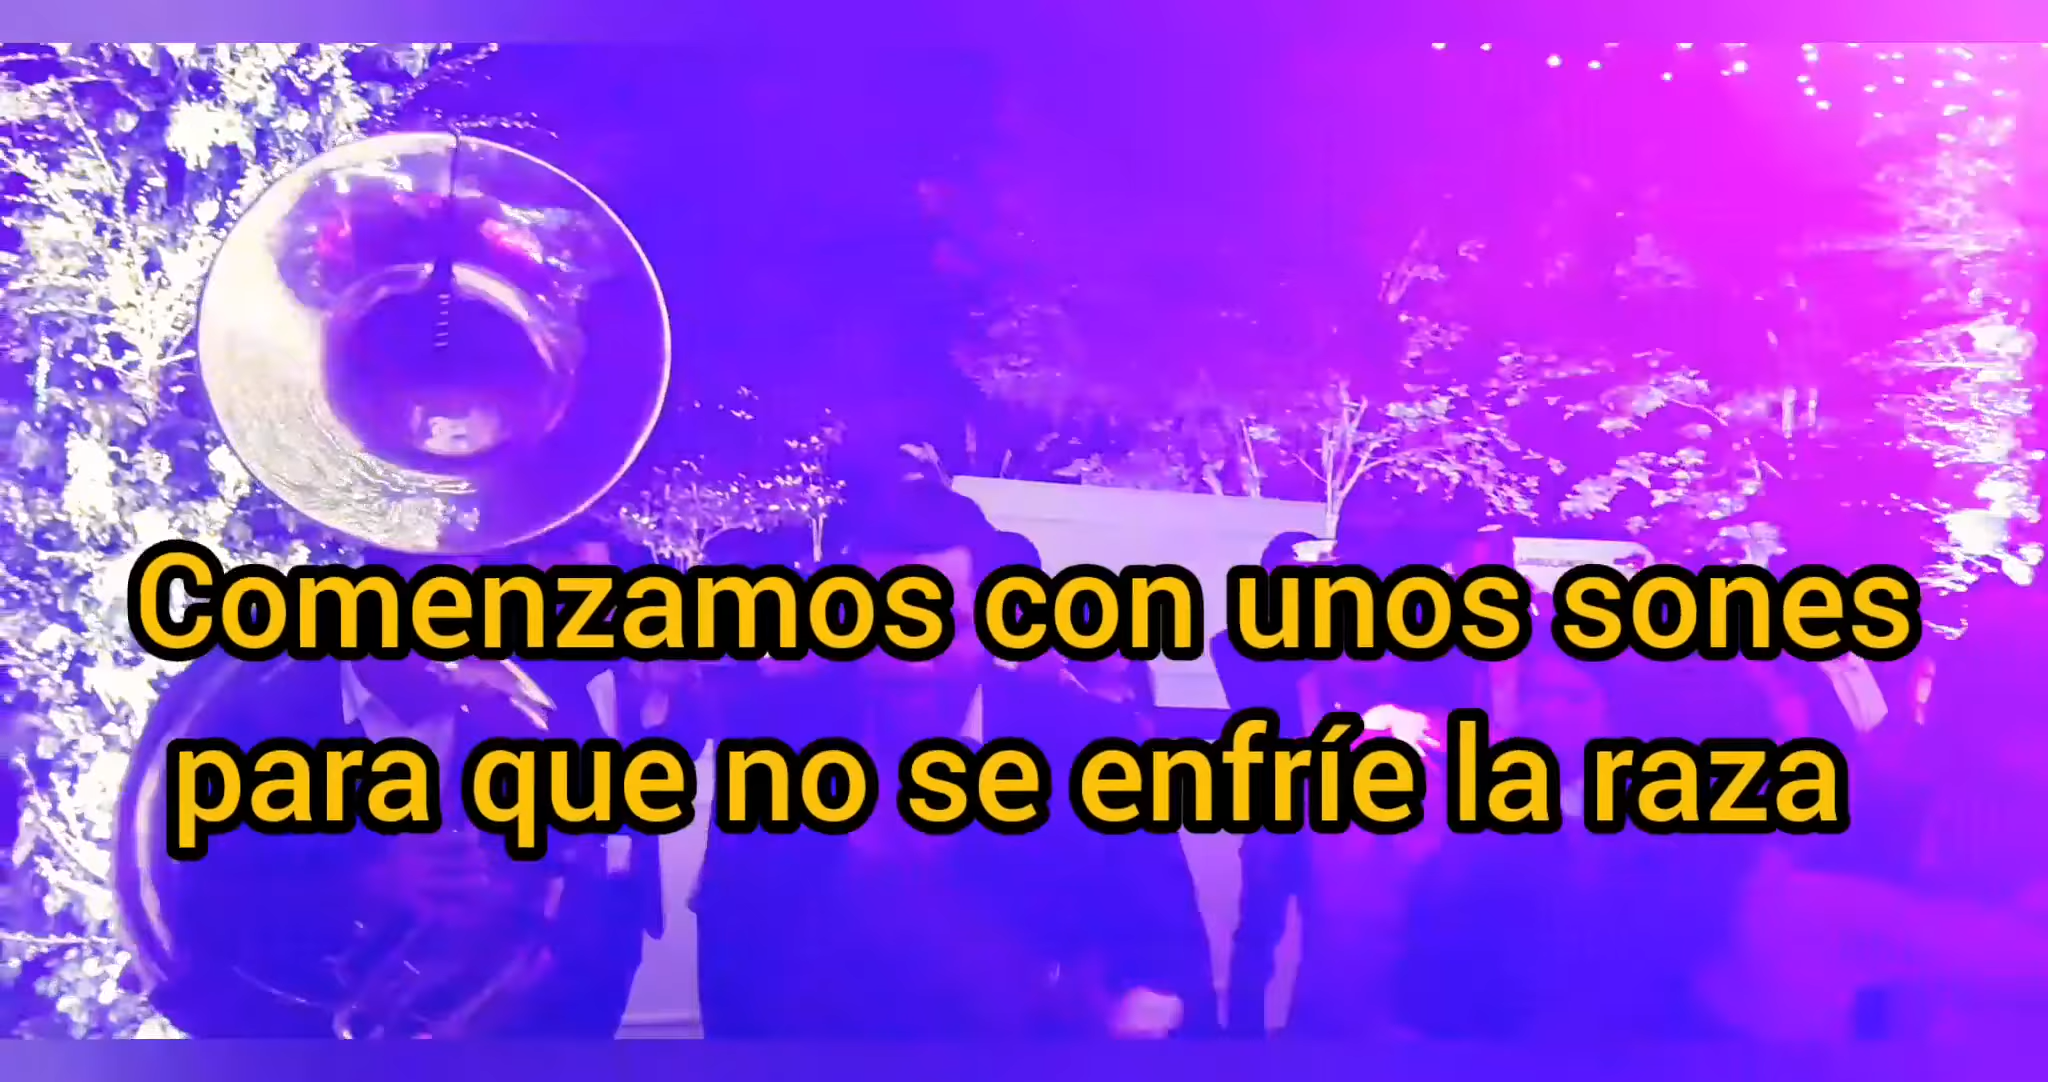 Comenzamos con unos sones
para que no se enfríe la raza